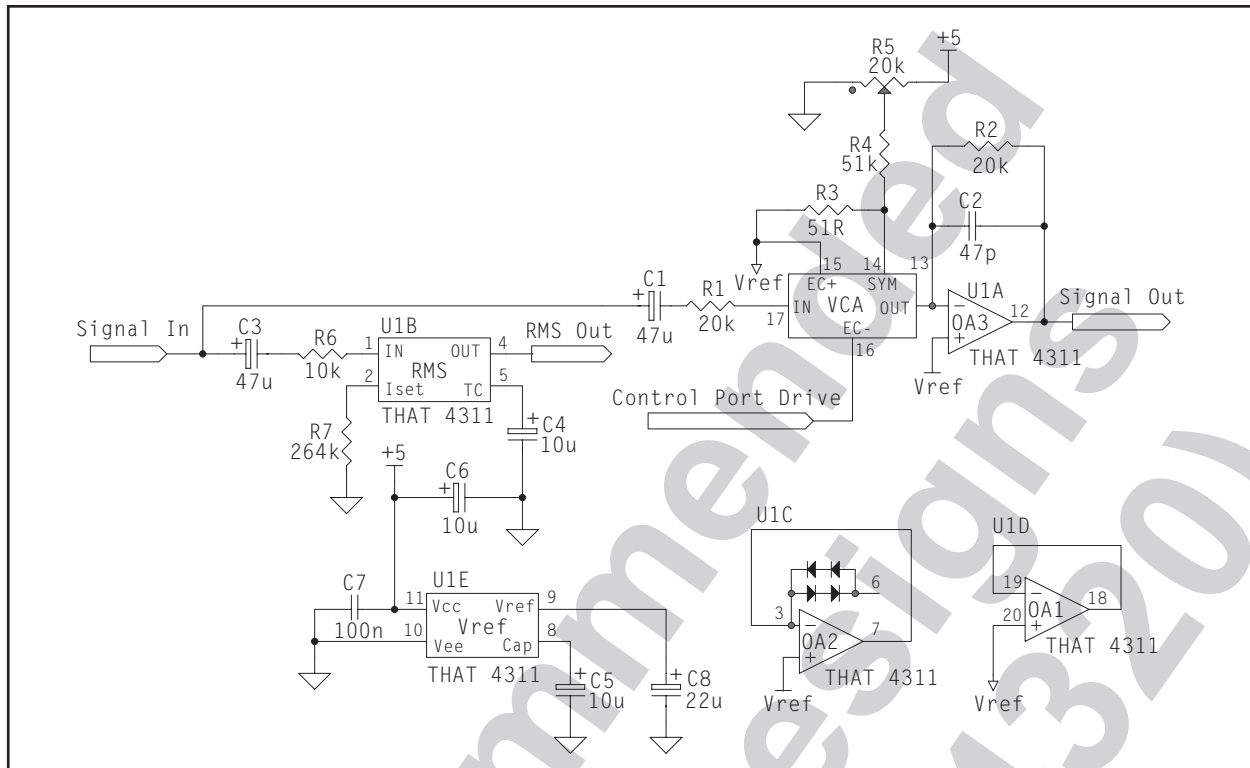 +5
R5
20k
R4
51k
R2
20k
R3
51R
C2
47p
Vref
15
14
13
EC+
SYM
U1A
C1
47u
R1
20k
17
IN
VCA
OUT
EC-
16
OA3
12
Signal Out
THAT 4311
Vref
Signal In
C3
47u
R6
10k
U1B
1
IN
OUT
4
RMS
2
Iset
TC
5
THAT 4311
RMS Out
Control Port Drive
R7
264k
C4
10u
+5
C6
10u
C7
100n
U1E
11
Vcc
Vref
9
Vref
10
Vee
Cap
8
THAT 4311
C5
10u
C8
22u
U1C
6
3
OA2
7
THAT 4311
Vref
U1D
19
OA1
18
20
THAT 4311
Vref
mmended
esigns
4320)